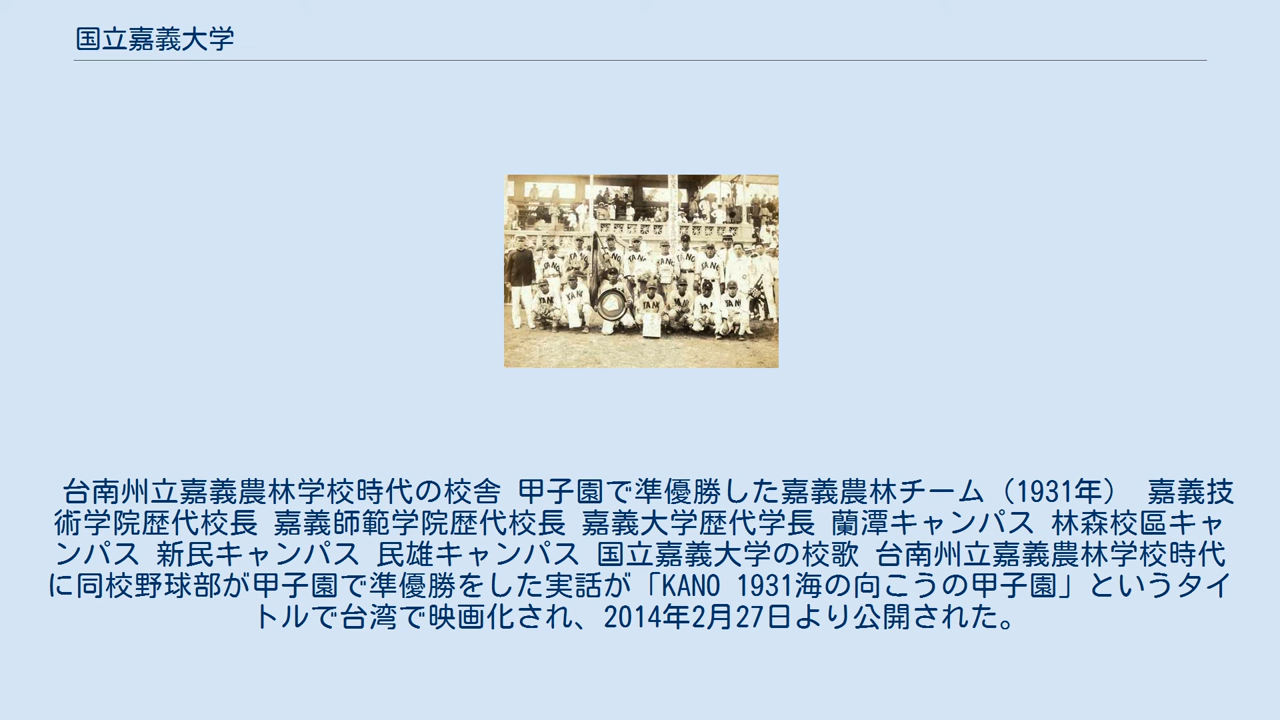 国立嘉義大学
KANO
台南州立嘉義農林学校時代の校舎 甲子園で準優勝した嘉義農林チーム（1931年） 嘉義技
術学院歴代校長 嘉義師範学院歴代校長 嘉義大学歴代学長 蘭潭キャンパス 林森校區キャ
ンパス 新民キャンパス 民雄キャンパス 国立嘉義大学の校歌 台南州立嘉義農林学校時代
に同校野球部が甲子園で準優勝をした実話が「KANO 1931海の向こうの甲子園」というタイ
トルで台湾で映画化され、2014年2月27日より公開された。